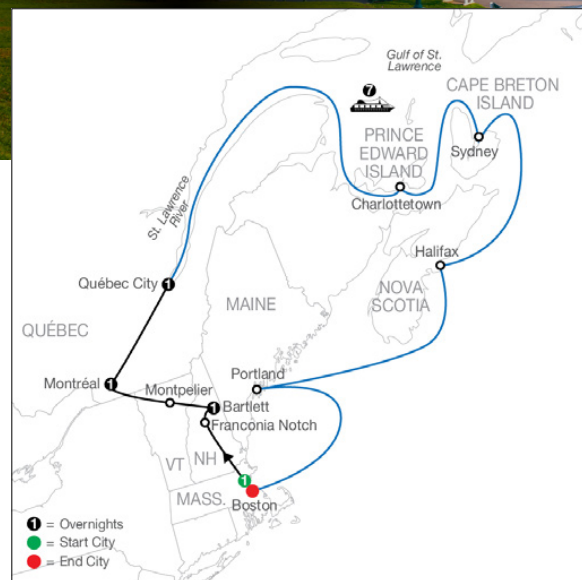 Gulf of St.
Lawrence
7
CAPE BRETON
ISLAND
PRINCE
EDWARD
ISLAND
Sydney
Charlottetown
St. Lawrence
River
Halifax
Québec City
1
NOVA
SCOTIA
MAINE
QUÉBEC
Portland
Montréal
1
Montpelier
1
Bartlett
Franconia Notch
VT
NH
1
MASS.
Boston
1 = Overnights
= Start City
= End City